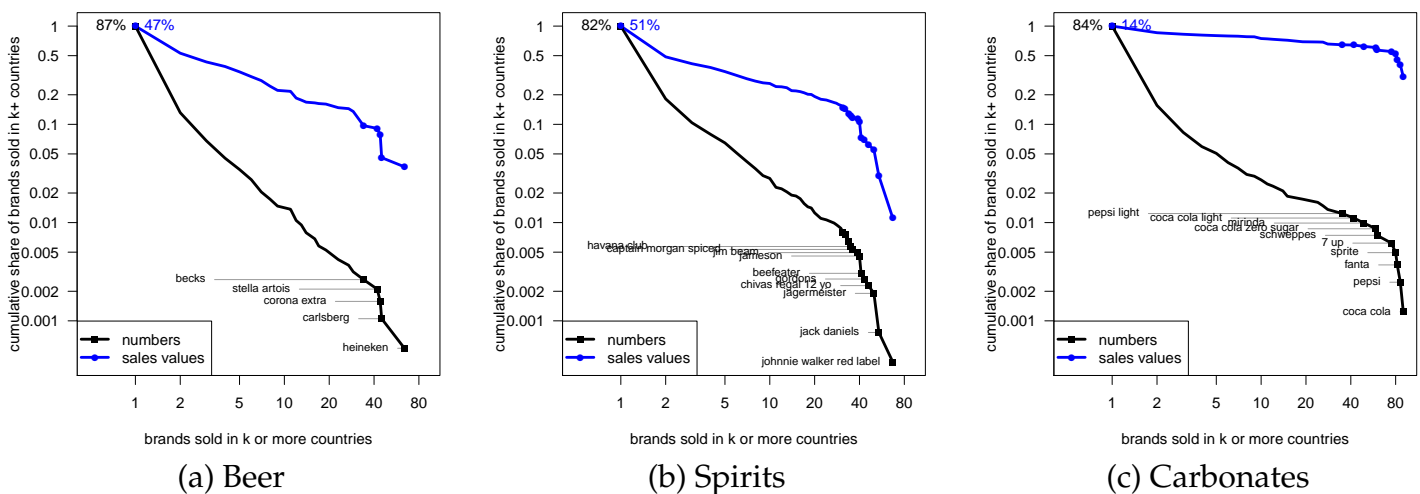 cumulative share of brands sold in k+ countries
1
0.5
0.2
0.1
0.05
0.02
0.01
0.005
0.002
0.001
87% 47%
becks
stella artois
corona extra
carlsberg
heineken
numbers
sales values
1 2 5 10 20 40 80
brands sold in k or more countries
(a) Beer
cumulative share of brands sold in k+ countries
1
0.5
0.2
0.1
0.05
0.02
0.01
0.005
0.002
0.001
82% 51%
havana club
captain morgan spiced
jim beam
jameson
beefeater
gordons
chivas regal 12 yo
jägermeister
jack daniels
johnnie walker red label
numbers
sales values
1 2 5 10 20 40 80
brands sold in k or more countries
(b) Spirits
cumulative share of brands sold in k+ countries
1
0.5
0.2
0.1
0.05
0.02
0.01
0.005
0.002
0.001
84% 14%
pepsi light
coca cola light
mirinda
coca cola zero sugar
schweppes
7 up
sprite
fanta
pepsi
coca cola
numbers
sales values
1 2 5 10 20 40 80
brands sold in k or more countries
(c) Carbonates